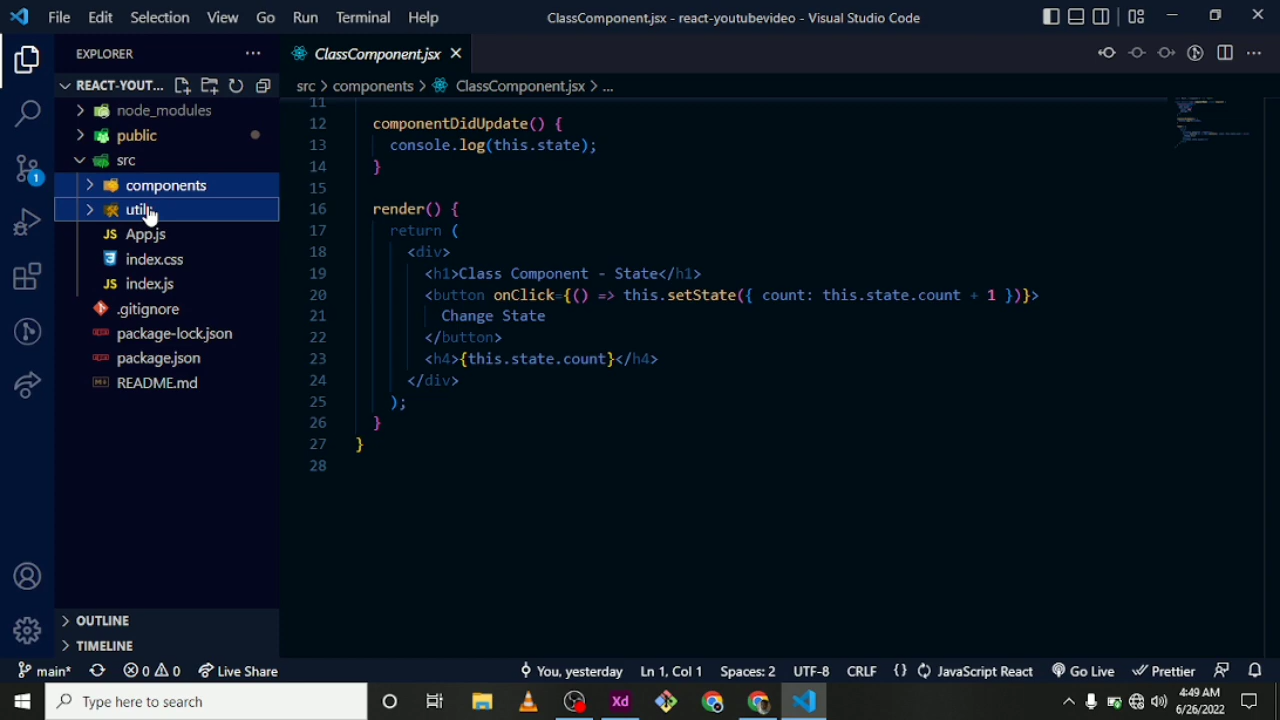 File Edit Selection View Go Run Terminal Help
ClassComponent.jsx - react-youtubevideo - Visual Studio Code
EXPLORER
ClassComponent.jsx
REACT-YOUT...
src > components > ClassComponent.jsx > ...
node_modules
public
src
components
App.js
index.css
index.js
.gitignore
package-lock.json
package.json
README.md
OUTLINE
TIMELINE
11
12 componentDidUpdate() {
13 console.log(this.state);
14 }
15
16 render() {
17 return (
18 <div>
19 <h1>Class Component - State</h1>
20 <button onClick={() => this.setState({ count: this.state.count + 1 })}>
21 Change State
22 </button>
23 <h4>{this.state.count}</h4>
24 </div>
25 );
26 }
27 }
28
1
main* 0 0 Live Share You, yesterday Ln 1, Col 1 Spaces: 2 UTF-8 CRLF {} JavaScript React Go Live Prettier
Type here to search
Xd
4:49 AM
6/26/2022